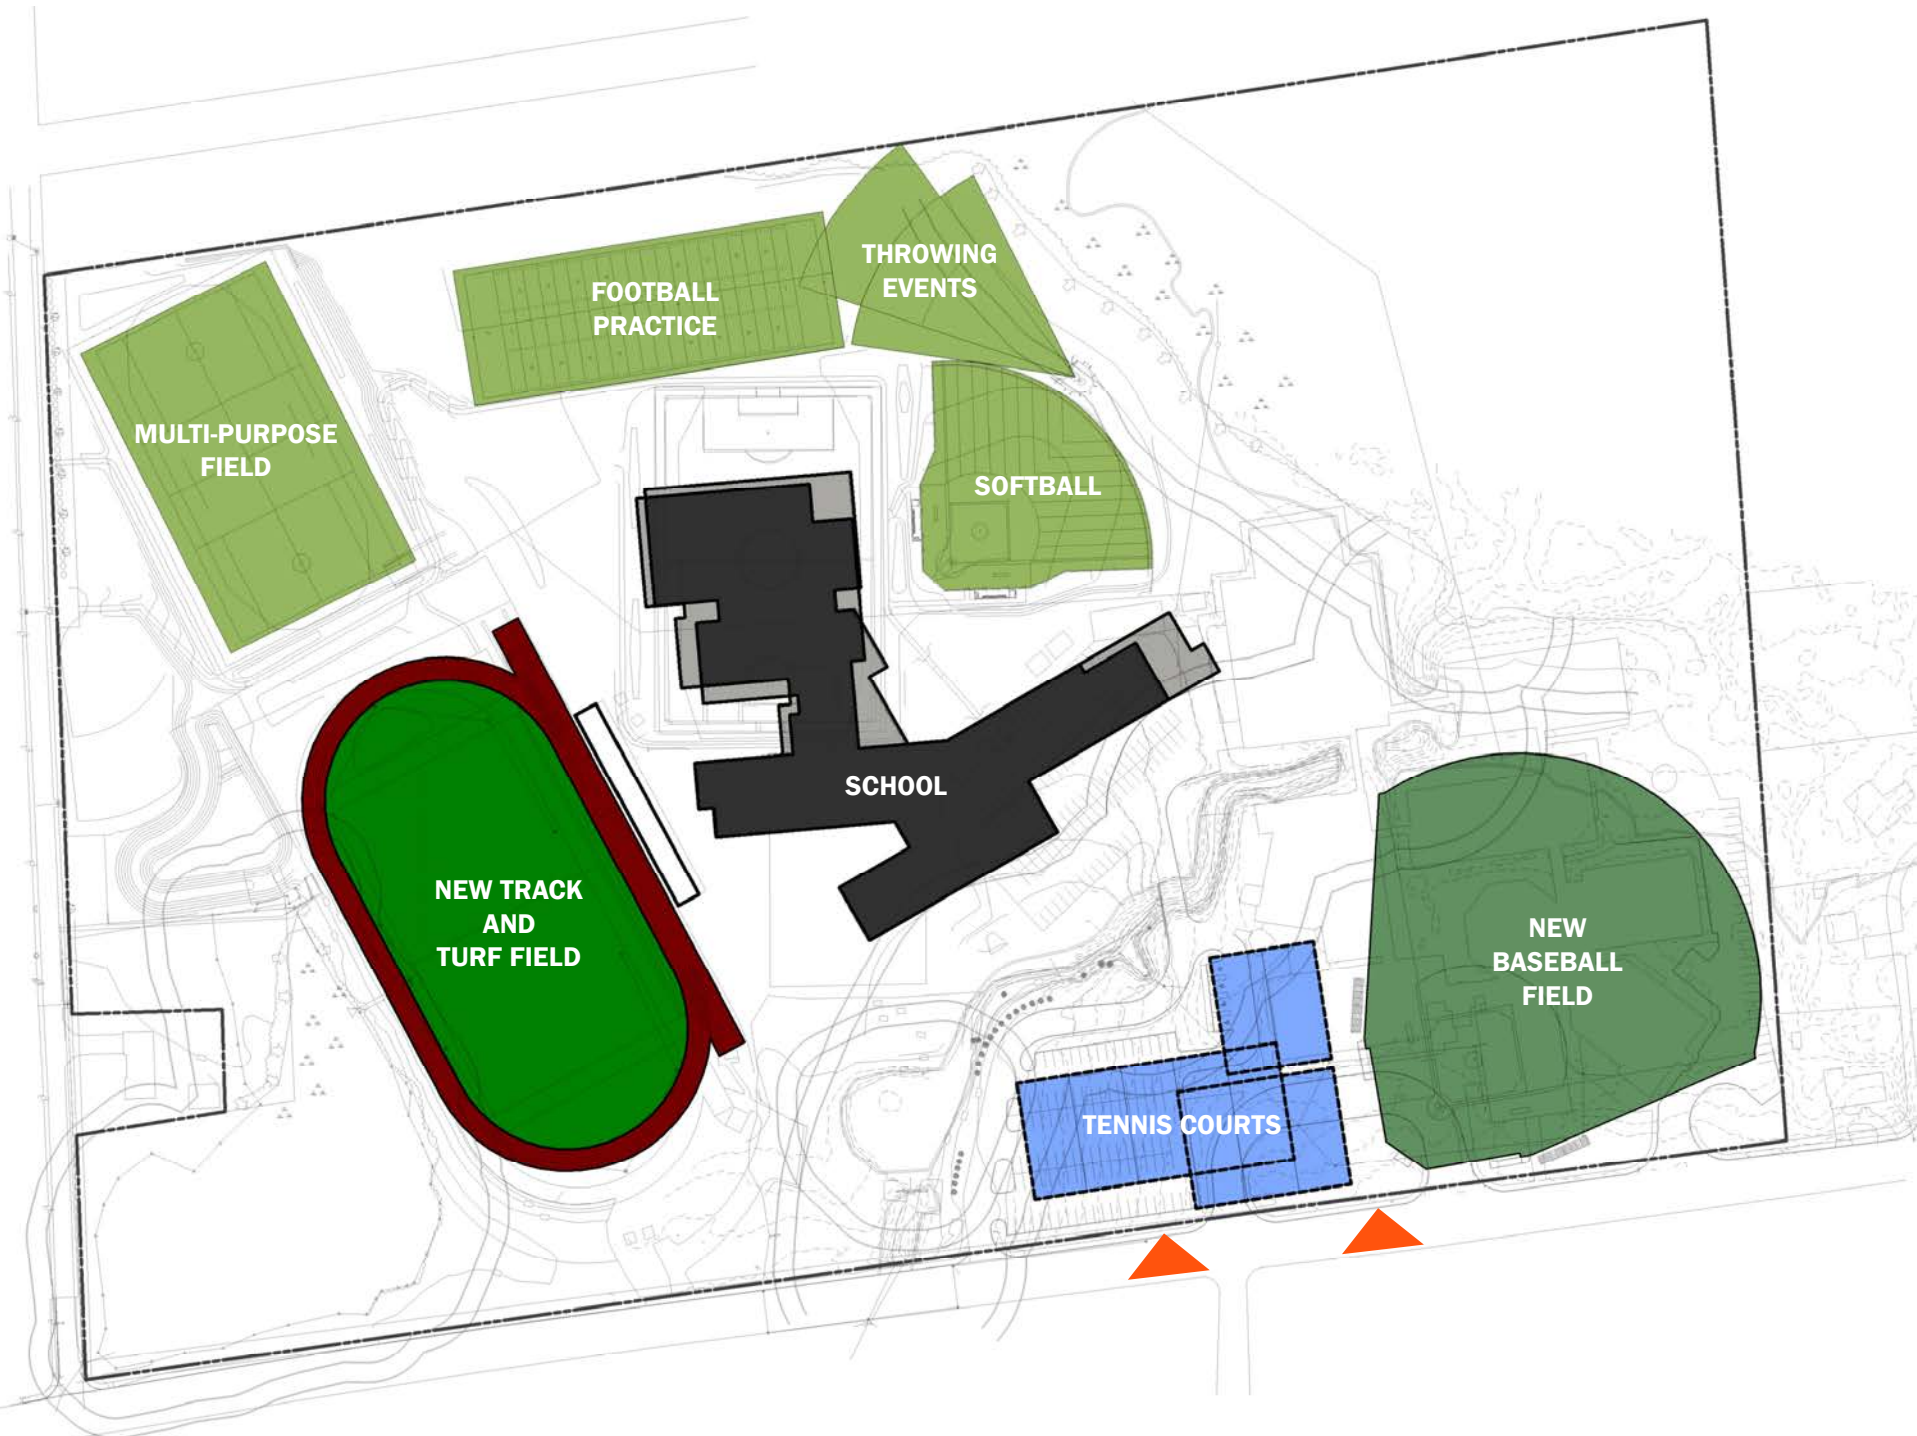 THROWING
EVENTS
FOOTBALL
PRACTICE
MULTI-PURPOSE
FIELD
SOFTBALL
SCHOOL
NEW TRACK
AND
TURF FIELD
NEW
BASEBALL
FIELD
TENNIS COURTS